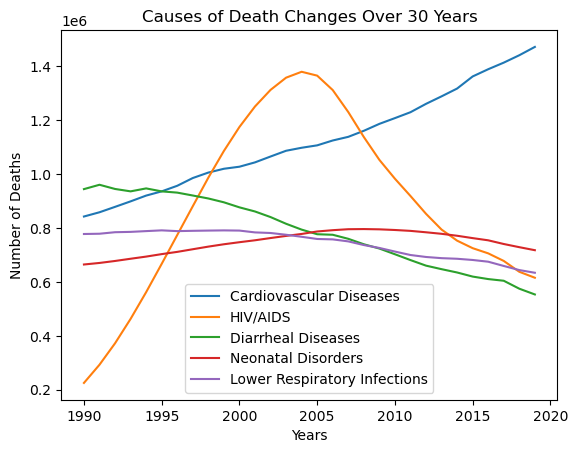 Causes of Death Changes Over 30 Years
1e6
1.4
1.2
1.0
0.8
0.6
0.4
0.2
Number of Deaths
Cardiovascular Diseases
HIV/AIDS
Diarrheal Diseases
Neonatal Disorders
Lower Respiratory Infections
1990 1995 2000 2005 2010 2015 2020
Years